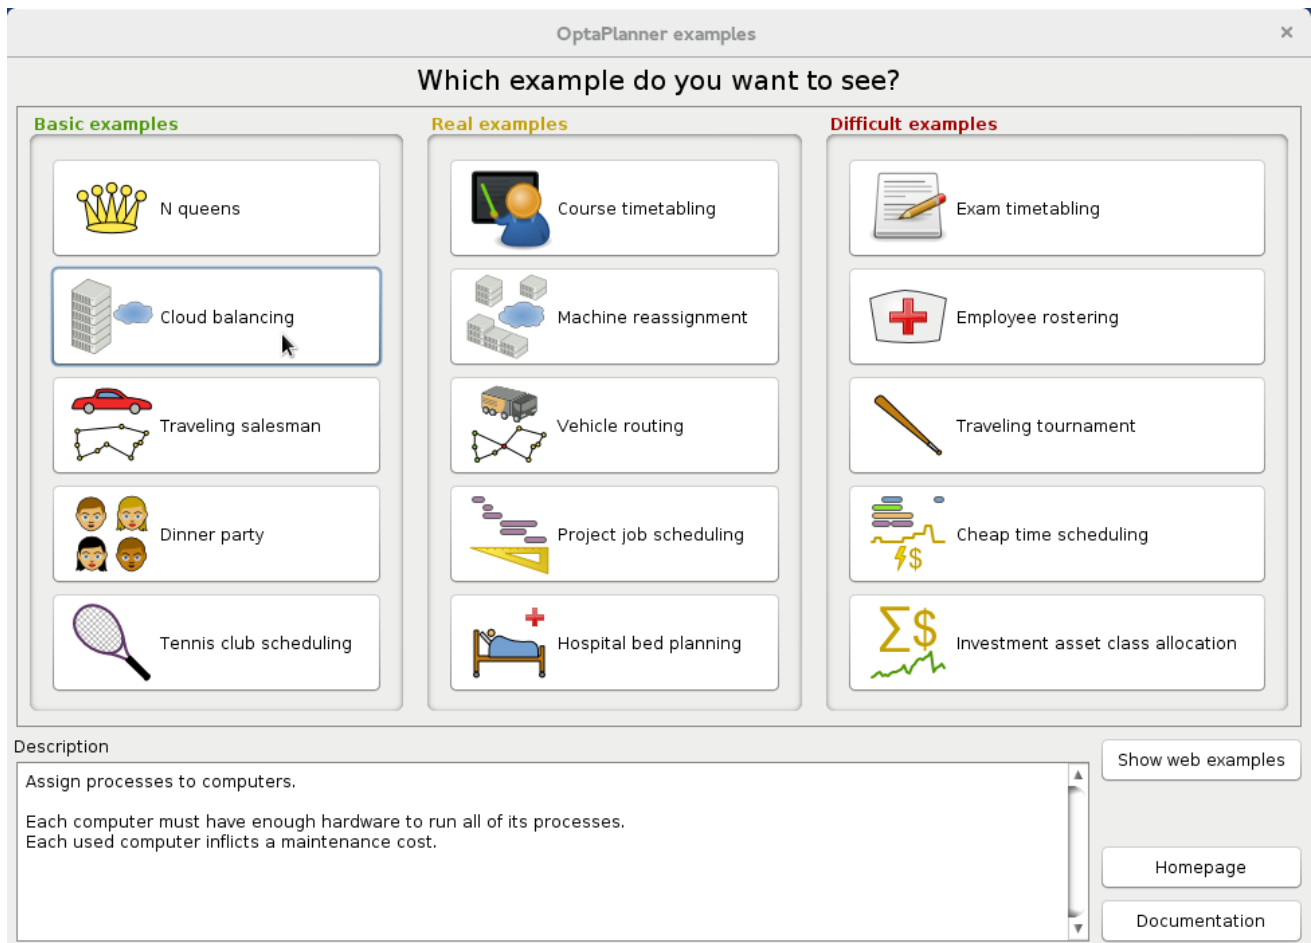 OptaPlanner examples
Which example do you want to see?
Basic examples
N queens
Cloud balancing
Traveling salesman
Dinner party
Tennis club scheduling
Real examples
Course timetabling
Machine reassignment
Vehicle routing
Project job scheduling
Hospital bed planning
Difficult examples
Exam timetabling
Employee rostering
Traveling tournament
Cheap time scheduling
Investment asset class allocation
Description
Assign processes to computers.
Each computer must have enough hardware to run all of its processes.
Each used computer inflicts a maintenance cost.
Show web examples
Homepage
Documentation